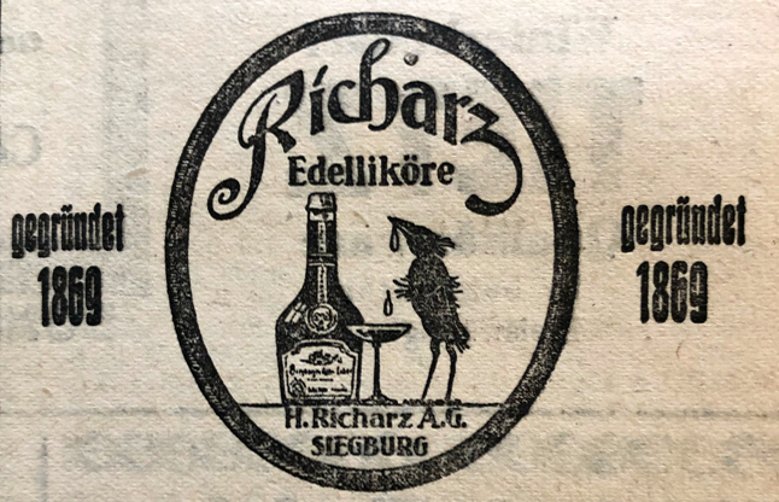 Richarz
Edelliköre
gegründet
1869
gegründet
1869
H. Richarz A.G.
SIEGBURG